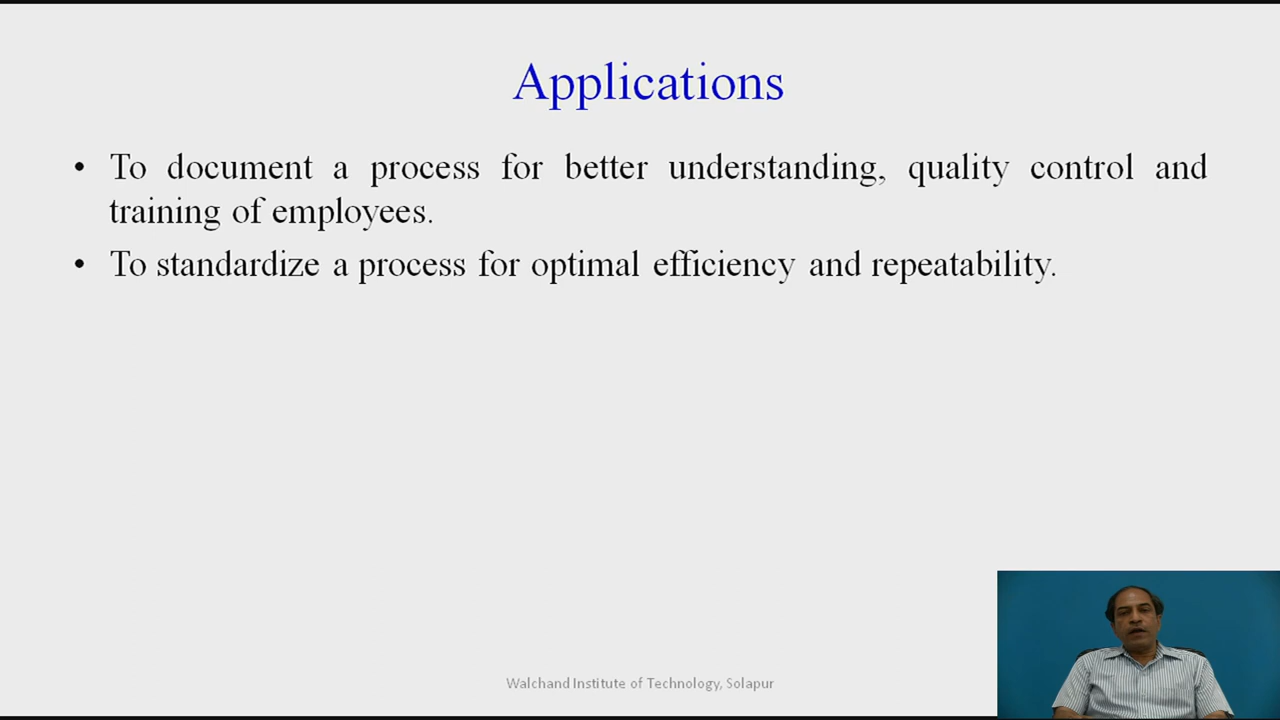 Applications
• To document a process for better understanding, quality control and
training of employees.
• To standardize a process for optimal efficiency and repeatability.
Walchand Institute of Technology, Solapur